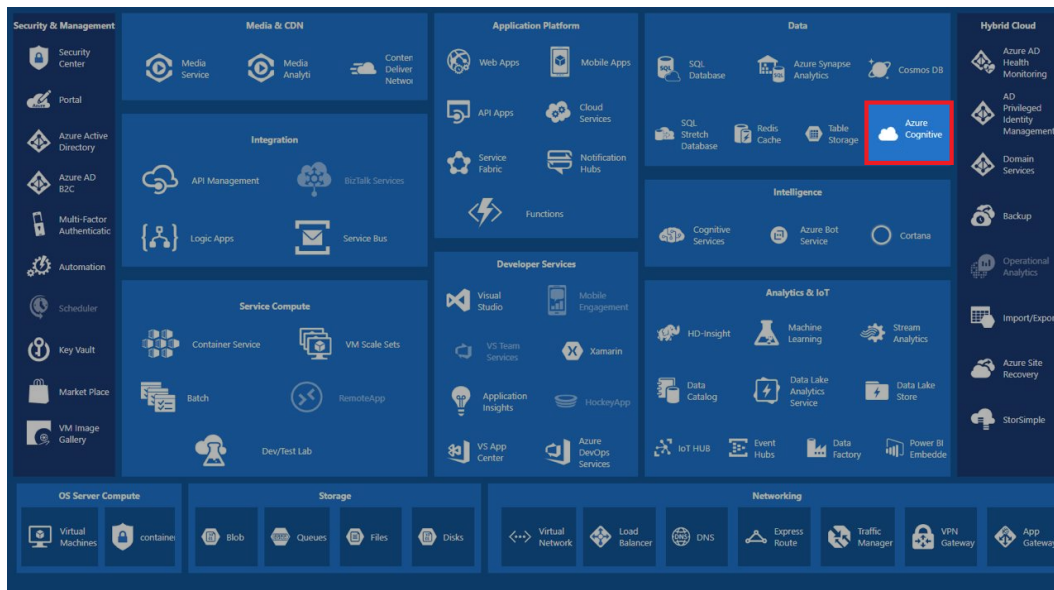 Security & Management
Security
Center
Portal
Azure Active
Directory
Azure AD
B2C
Multi-Factor
Authenticatic
Automation
Scheduler
Key Vault
Market Place
VM Image
Gallery
Media & CDN
Media
Service
Media
Analyti
Conten
Deliver
Netwo
Integration
API Management
BizTalk Services
Logic Apps
Service Bus
Service Compute
Container Service
VM Scale Sets
Batch
RemoteApp
Dev/Test Lab
Application Platform
Web Apps
Mobile Apps
API Apps
Cloud
Services
Service
Fabric
Notification
Hubs
Functions
Developer Services
Visual
Studio
Mobile
Engagement
VS Team
Services
Xamarin
Application
Insights
HockeyApp
VS App
Center
Azure
DevOps
Services
Data
SQL
SQL
Database
SQL
Azure Synapse
Analytics
Cosmos DB
SQL
Stretch
Database
Redis
Cache
Table
Storage
Azure
Cognitive
Intelligence
Cognitive
Services
Azure Bot
Service
Cortana
Analytics & IoT
HD-Insight
Machine
Learning
Stream
Analytics
Data
Catalog
Data Lake
Analytics
Service
Data Lake
Store
IoT HUB
Event
Hubs
Data
Factory
Power BI
Embedde
Hybrid Cloud
Azure AD
Health
Monitoring
AD
Privileged
Identity
Management
Domain
Services
Backup
Operational
Analytics
Import/Expor
Azure Site
Recovery
StorSimple
OS Server Compute
Virtual
Machines
container
Storage
Blob
Queues
Files
Disks
Networking
Virtual
Network
Load
Balancer
DNS
DNS
Express
Route
Traffic
Manager
VPN
Gateway
App
Gateway